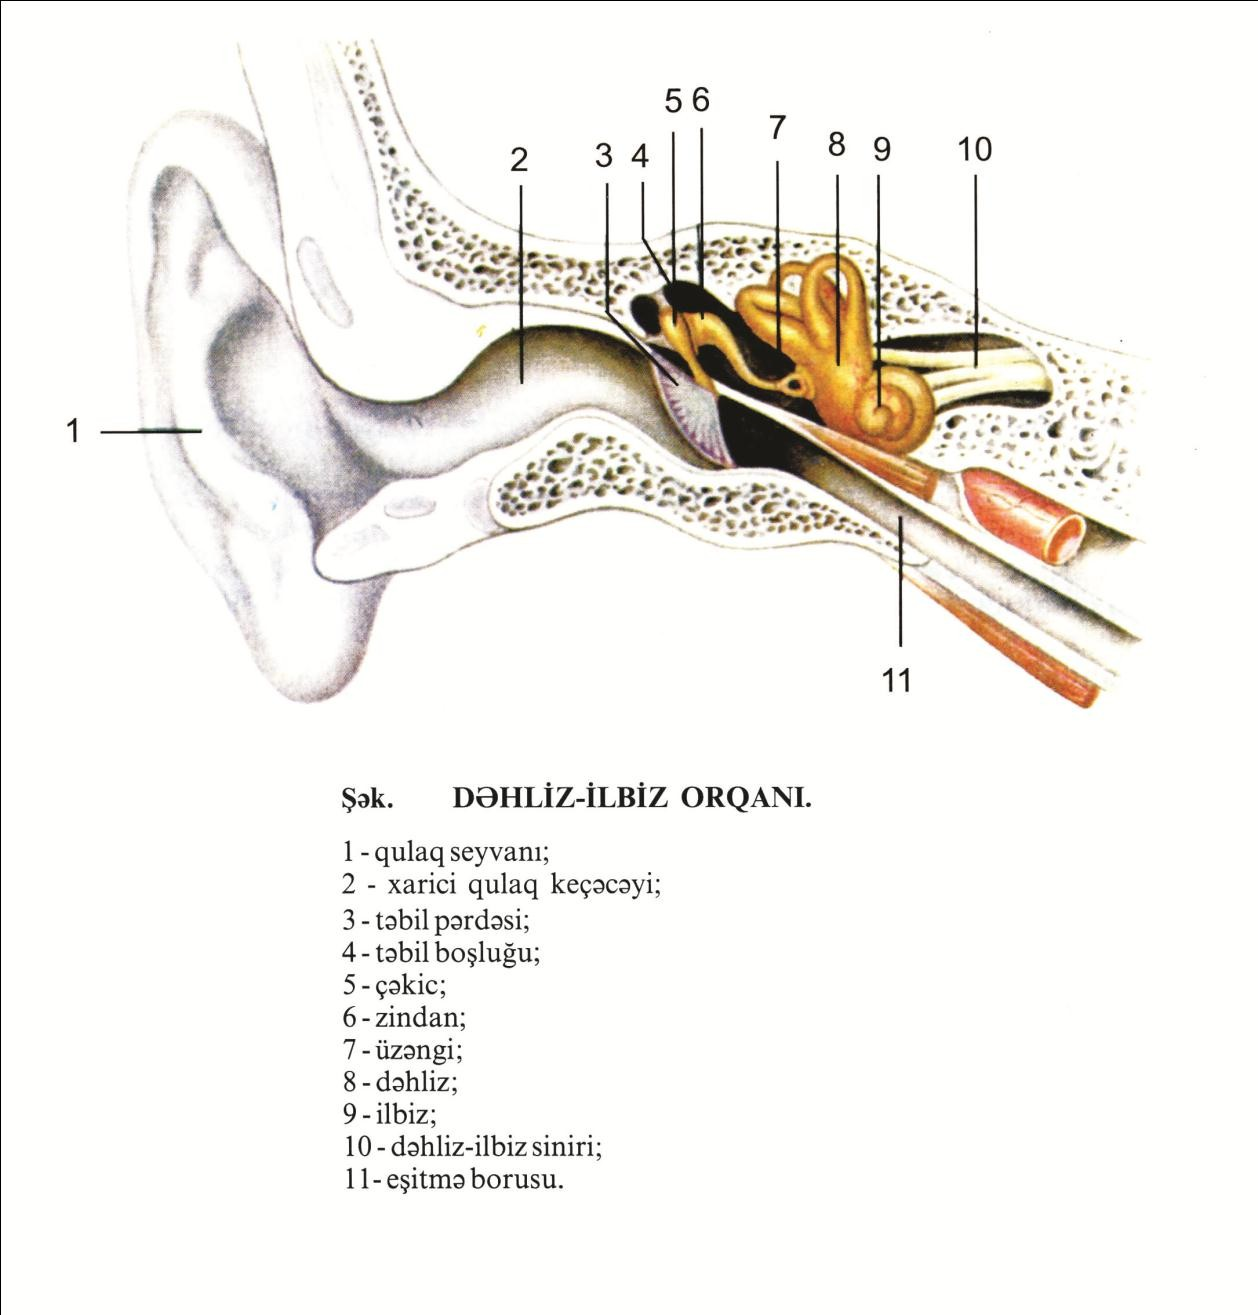 5 6
7
2 3 4 8 9 10
1
11
Şək. DƏHLİZ-İLBİZ ORQANI.
1 - qulaq seyvanı;
2 - xarici qulaq keçəcəyi;
3 - təbil pərdəsi;
4 - təbil boşluğu;
5 - çəkic;
6 - zindan;
7 - üzəngi;
8 - dəhliz;
9 - ilbiz;
10 - dəhliz-ilbiz siniri;
11- eşitmə borusu.